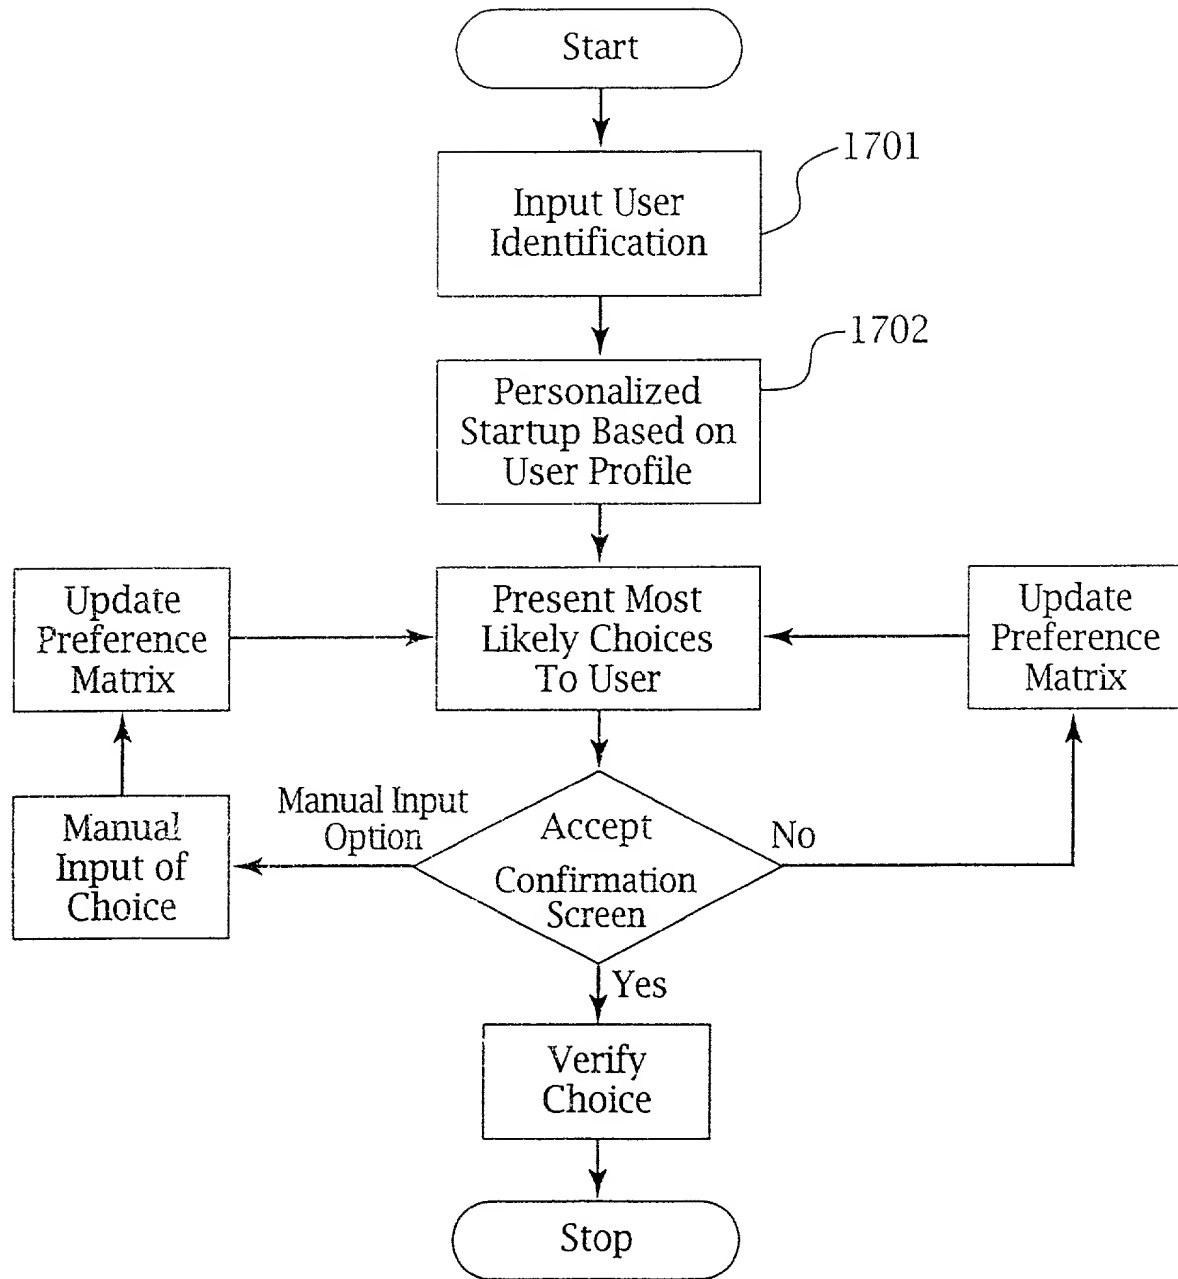 Start
1701
Input User
Identification
1702
Personalized
Startup Based on
User Profile
Update
Preference
Matrix
Present Most
Likely Choices
To User
Update
Preference
Matrix
Manual
Input of
Choice
Manual Input
Option
Accept
Confirmation
Screen
No
Yes
Verify
Choice
Stop